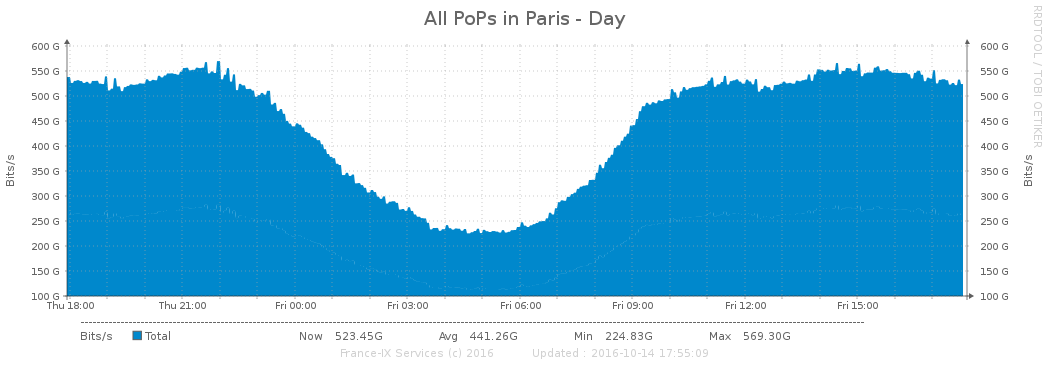 All PoPs in Paris - Day
RRDTOOL / TOBI OETIKER
Bits/s
Bits/s
600 G 600 G
550 G 550 G
500 G 500 G
450 G 450 G
400 G 400 G
350 G 350 G
300 G 300 G
250 G 250 G
200 G 200 G
150 G 150 G
100 G 100 G
Thu 18:00 Thu 21:00 Fri 00:00 Fri 03:00 Fri 06:00 Fri 09:00 Fri 12:00 Fri 15:00
Bits/s Total Now 523.45G Avg 441.26G Min 224.83G Max 569.30G
France-IX Services (c) 2016 Updated : 2016-10-14 17:55:09